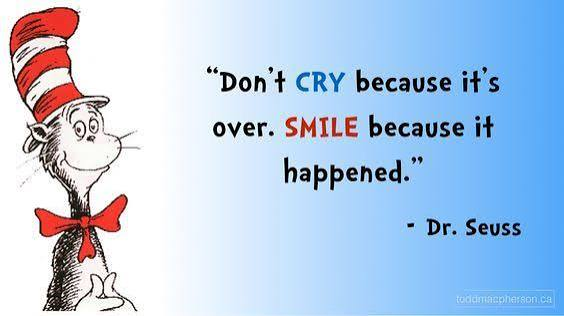 “Don’t CRY because it’s
over. SMILE because it
happened.”
- Dr. Seuss
toddmacpherson.ca